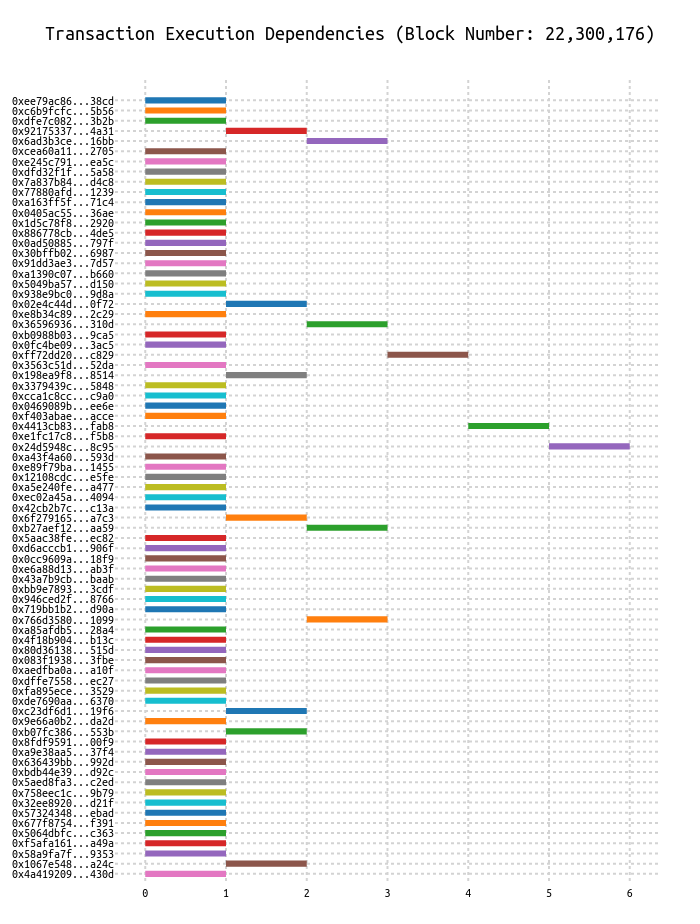 Transaction Execution Dependencies (Block Number: 22,300,176)
0xee79ac86...38cd
0xc6b9fcfc...5b56
0xdfe7c082...3b2b
0x92175337...4a31
0x6ad3b3ce...16bb
0xcea60a11...2705
0xe245c791...ea5c
0xdfd32f1f...5a58
0x7a837b84...d4c8
0x77880afd...1239
0xa163ff5f...71c4
0x0405ac55...36ae
0x1d5c78f8...2920
0x886778cb...4de5
0x0ad50885...797f
0x30bffb02...6987
0x91dd3ae3...7d57
0xa1390c07...b660
0x5049ba57...d150
0x938e9bc0...9d8a
0x02e4c44d...0f72
0xe8b34c89...2c29
0x36596936...310d
0xb0988b03...9ca5
0x0fc4be09...3ac5
0xff72dd20...c829
0x3563c51d...52da
0x198ea9f8...8514
0x3379439c...5848
0xcca1c8cc...c9a0
0x0469089b...ee6e
0xf403abae...acce
0x4413cb83...fab8
0xe1fc17c8...f5b8
0x24d5948c...8c95
0xa43f4a60...593d
0xe89f79ba...1455
0x12108cdc...e5fe
0xa5e240fe...a477
0xec02a45a...4094
0x42cb2b7c...c13a
0x6f279165...a7c3
0xb27aef12...aa59
0x5aac38fe...ec82
0xd6acccb1...906f
0x0cc9609a...18f9
0xe6a88d13...ab3f
0x43a7b9cb...baab
0xbb9e7893...3cdf
0x946ced2f...8766
0x719bb1b2...d90a
0x766d3580...1099
0xa85afdb5...28a4
0x4f18b904...b13c
0x80d36138...515d
0x083f1938...3fbe
0xaedfba0a...a10f
0xdffe7558...ec27
0xfa895ece...3529
0xde7690aa...6370
0xc23df6d1...19f6
0x9e66a0b2...da2d
0xb07fc386...553b
0x8fdf9591...00f9
0xa9e38aa5...37f4
0x636439bb...992d
0xbdb44e39...d92c
0x5aed8fa3...c2ed
0x758eec1c...9b79
0x32ee8920...d21f
0x57324348...ebad
0x677f8754...f391
0x5064dbfc...c363
0xf5afa161...a49a
0x58a9fa7f...9353
0x1067e548...a24c
0x4a419209...430d
0 1 2 3 4 5 6